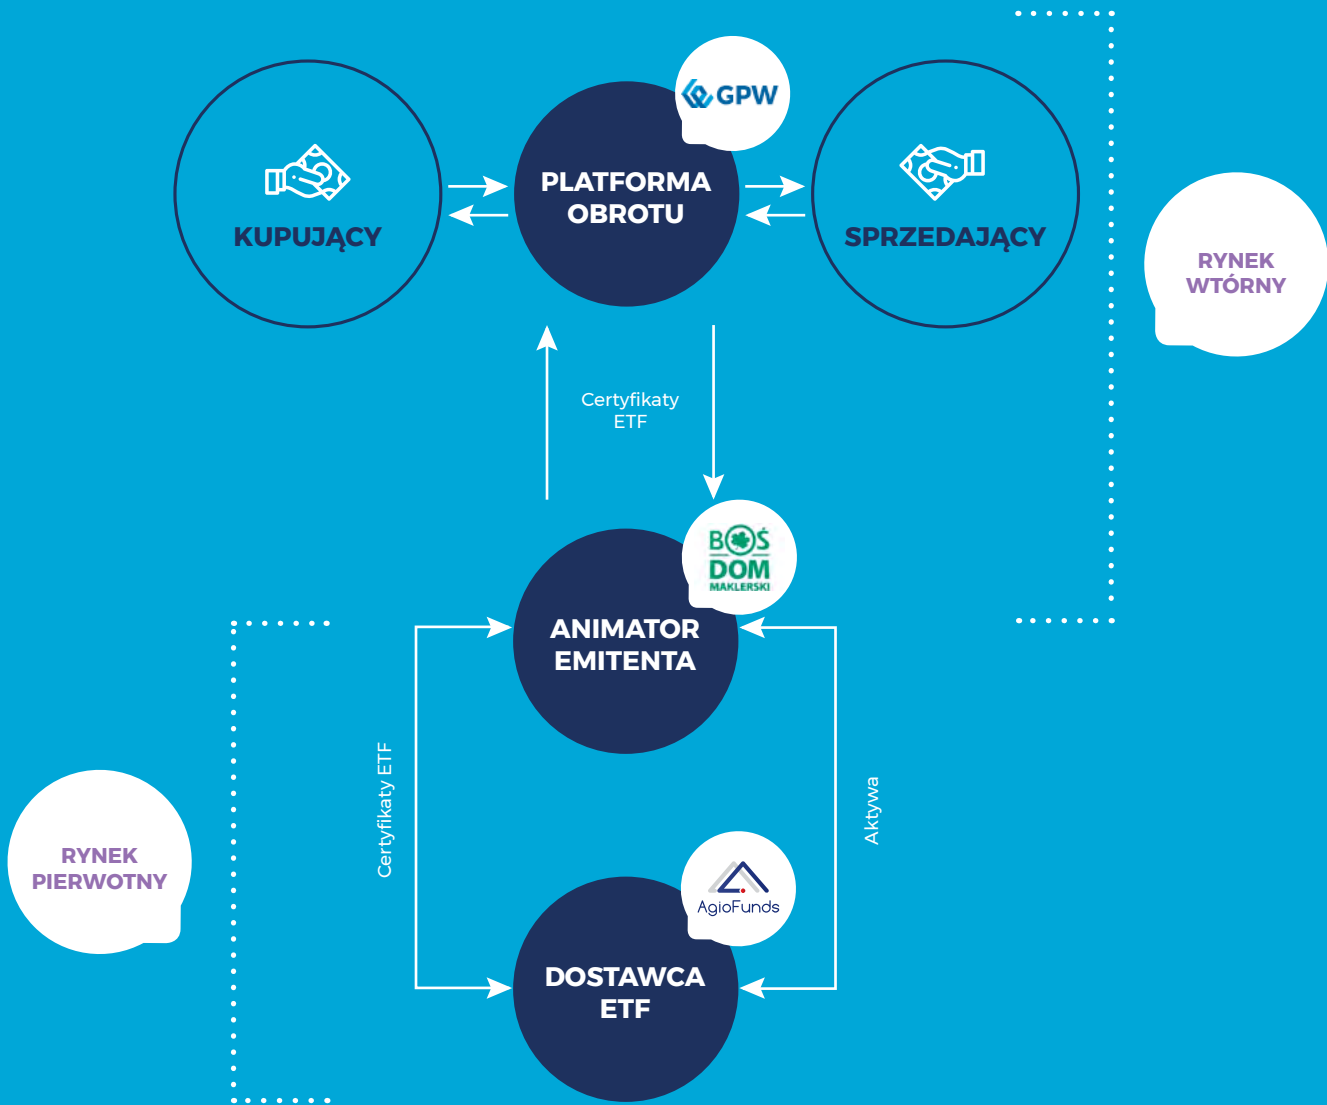 GPW
PLATFORMA
OBROTU
KUPUJĄCY
SPRZEDAJĄCY
RYNEK
WTÓRNY
Certyfikaty
ETF
BOŚ
DOM
MAKLERSKI
ANIMATOR
EMITENTA
Certyfikaty ETF
Aktywa
RYNEK
PIERWOTNY
AgioFunds
DOSTAWCA
ETF